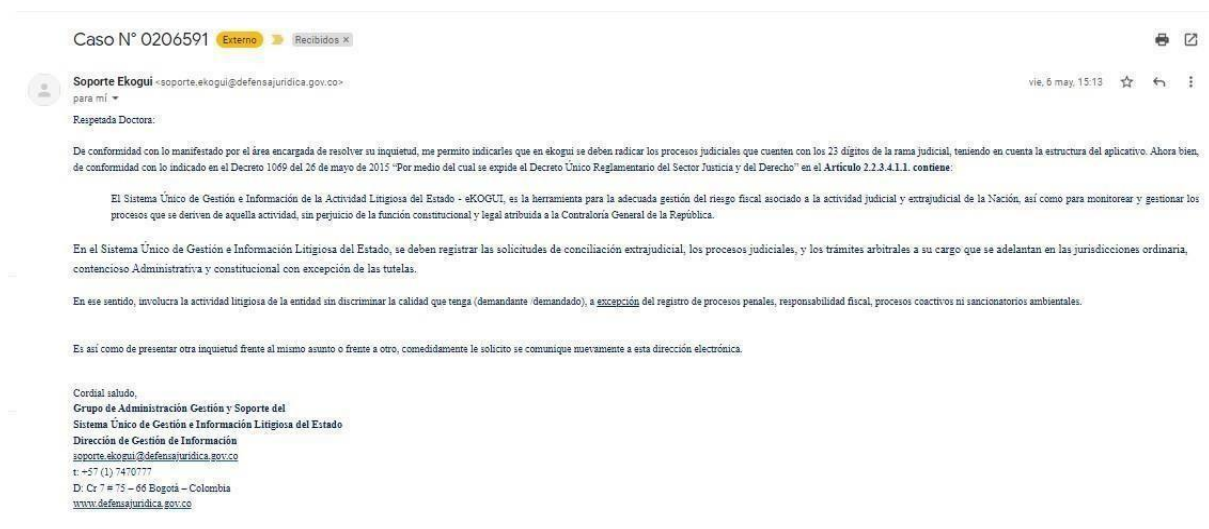 Caso N° 0206591 Externo Recibidos ×
Soporte Ekogui <soporte.ekogui@defensajuridica.gov.co> vie, 6 may, 15:13
para mí
Respetada Doctora:
De conformidad con lo manifestado por el área encargada de resolver su inquietud, me permito indicarles que en ekogui se deben radicar los procesos judiciales que cuenten con los 23 dígitos de la rama judicial, teniendo en cuenta la estructura del aplicativo. Ahora bien,
de conformidad con lo indicado en el Decreto 1069 del 26 de mayo de 2015 “Por medio del cual se expide el Decreto Único Reglamentario del Sector Justicia y del Derecho” en el Artículo 2.2.3.4.1.1. contiene:
El Sistema Único de Gestión e Información de la Actividad Litigiosa del Estado - eKOGUI, es la herramienta para la adecuada gestión del riesgo fiscal asociado a la actividad judicial y extrajudicial de la Nación, así como para monitorear y gestionar los
procesos que se deriven de aquella actividad, sin perjuicio de la función constitucional y legal atribuida a la Contraloría General de la República.
En el Sistema Único de Gestión e Información Litigiosa del Estado, se deben registrar las solicitudes de conciliación extrajudicial, los procesos judiciales, y los trámites arbitrales a su cargo que se adelantan en las jurisdicciones ordinaria,
contencioso Administrativa y constitucional con excepción de las tutelas.
En ese sentido, involucra la actividad litigiosa de la entidad sin discriminar la calidad que tenga (demandante /demandado), a excepción del registro de procesos penales, responsabilidad fiscal, procesos coactivos ni sancionatorios ambientales.
Es así como de presentar otra inquietud frente al mismo asunto o frente a otro, comedidamente le solicito se comunique nuevamente a esta dirección electrónica.
Cordial saludo,
Grupo de Administración Gestión y Soporte del
Sistema Único de Gestión e Información Litigiosa del Estado
Dirección de Gestión de Información
soporte.ekogui@defensajuridica.gov.co
t: +57 (1) 7470777
D: Cr 7 # 75 – 66 Bogotá – Colombia
www.defensajuridica.gov.co